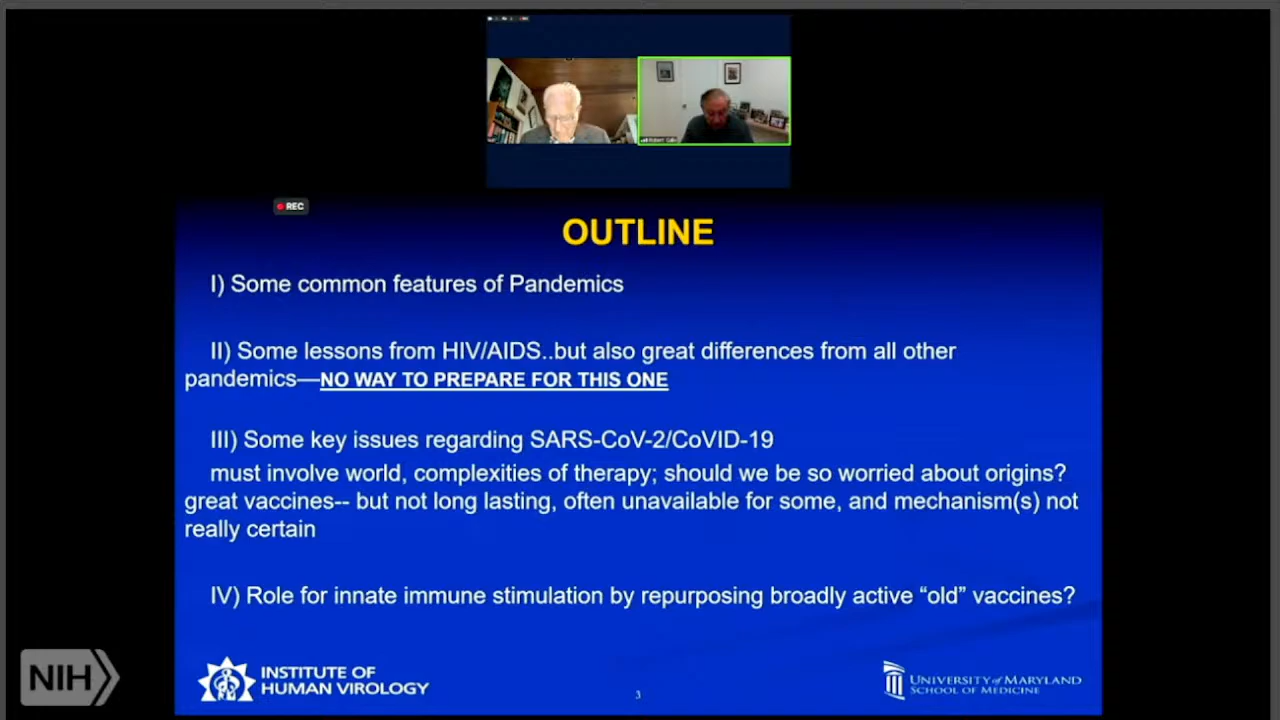 REC
OUTLINE
I) Some common features of Pandemics
II) Some lessons from HIV/AIDS..but also great differences from all other
pandemics—NO WAY TO PREPARE FOR THIS ONE
III) Some key issues regarding SARS-CoV-2/CoVID-19
must involve world, complexities of therapy; should we be so worried about origins?
great vaccines-- but not long lasting, often unavailable for some, and mechanism(s) not
really certain
IV) Role for innate immune stimulation by repurposing broadly active “old” vaccines?
NIH
INSTITUTE OF
HUMAN VIROLOGY
3
UNIVERSITY of MARYLAND
SCHOOL OF MEDICINE